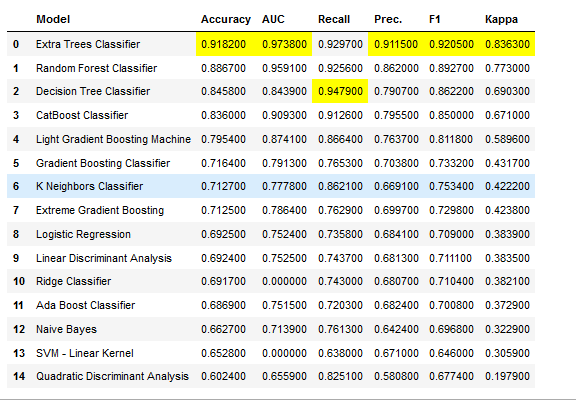 Model Accuracy AUC Recall Prec. F1 Kappa
0 Extra Trees Classifier 0.918200 0.973800 0.929700 0.911500 0.920500 0.836300
1 Random Forest Classifier 0.886700 0.959100 0.925600 0.862000 0.892700 0.773000
2 Decision Tree Classifier 0.845800 0.843900 0.947900 0.790700 0.862200 0.690300
3 CatBoost Classifier 0.836000 0.909300 0.912600 0.795500 0.850000 0.671000
4 Light Gradient Boosting Machine 0.795400 0.874100 0.866400 0.763700 0.811800 0.589600
5 Gradient Boosting Classifier 0.716400 0.791300 0.765300 0.703800 0.733200 0.431700
6 K Neighbors Classifier 0.712700 0.777800 0.862100 0.669100 0.753400 0.422200
7 Extreme Gradient Boosting 0.712500 0.786400 0.762900 0.699700 0.729800 0.423800
8 Logistic Regression 0.692500 0.752400 0.735800 0.684100 0.709000 0.383900
9 Linear Discriminant Analysis 0.692400 0.752500 0.743700 0.681300 0.711100 0.383500
10 Ridge Classifier 0.691700 0.000000 0.743000 0.680700 0.710400 0.382100
11 Ada Boost Classifier 0.686900 0.751500 0.720300 0.682400 0.700800 0.372900
12 Naive Bayes 0.662700 0.713900 0.761300 0.642400 0.696800 0.322900
13 SVM - Linear Kernel 0.652800 0.000000 0.638000 0.671000 0.646000 0.305900
14 Quadratic Discriminant Analysis 0.602400 0.655900 0.825100 0.580800 0.677400 0.197900